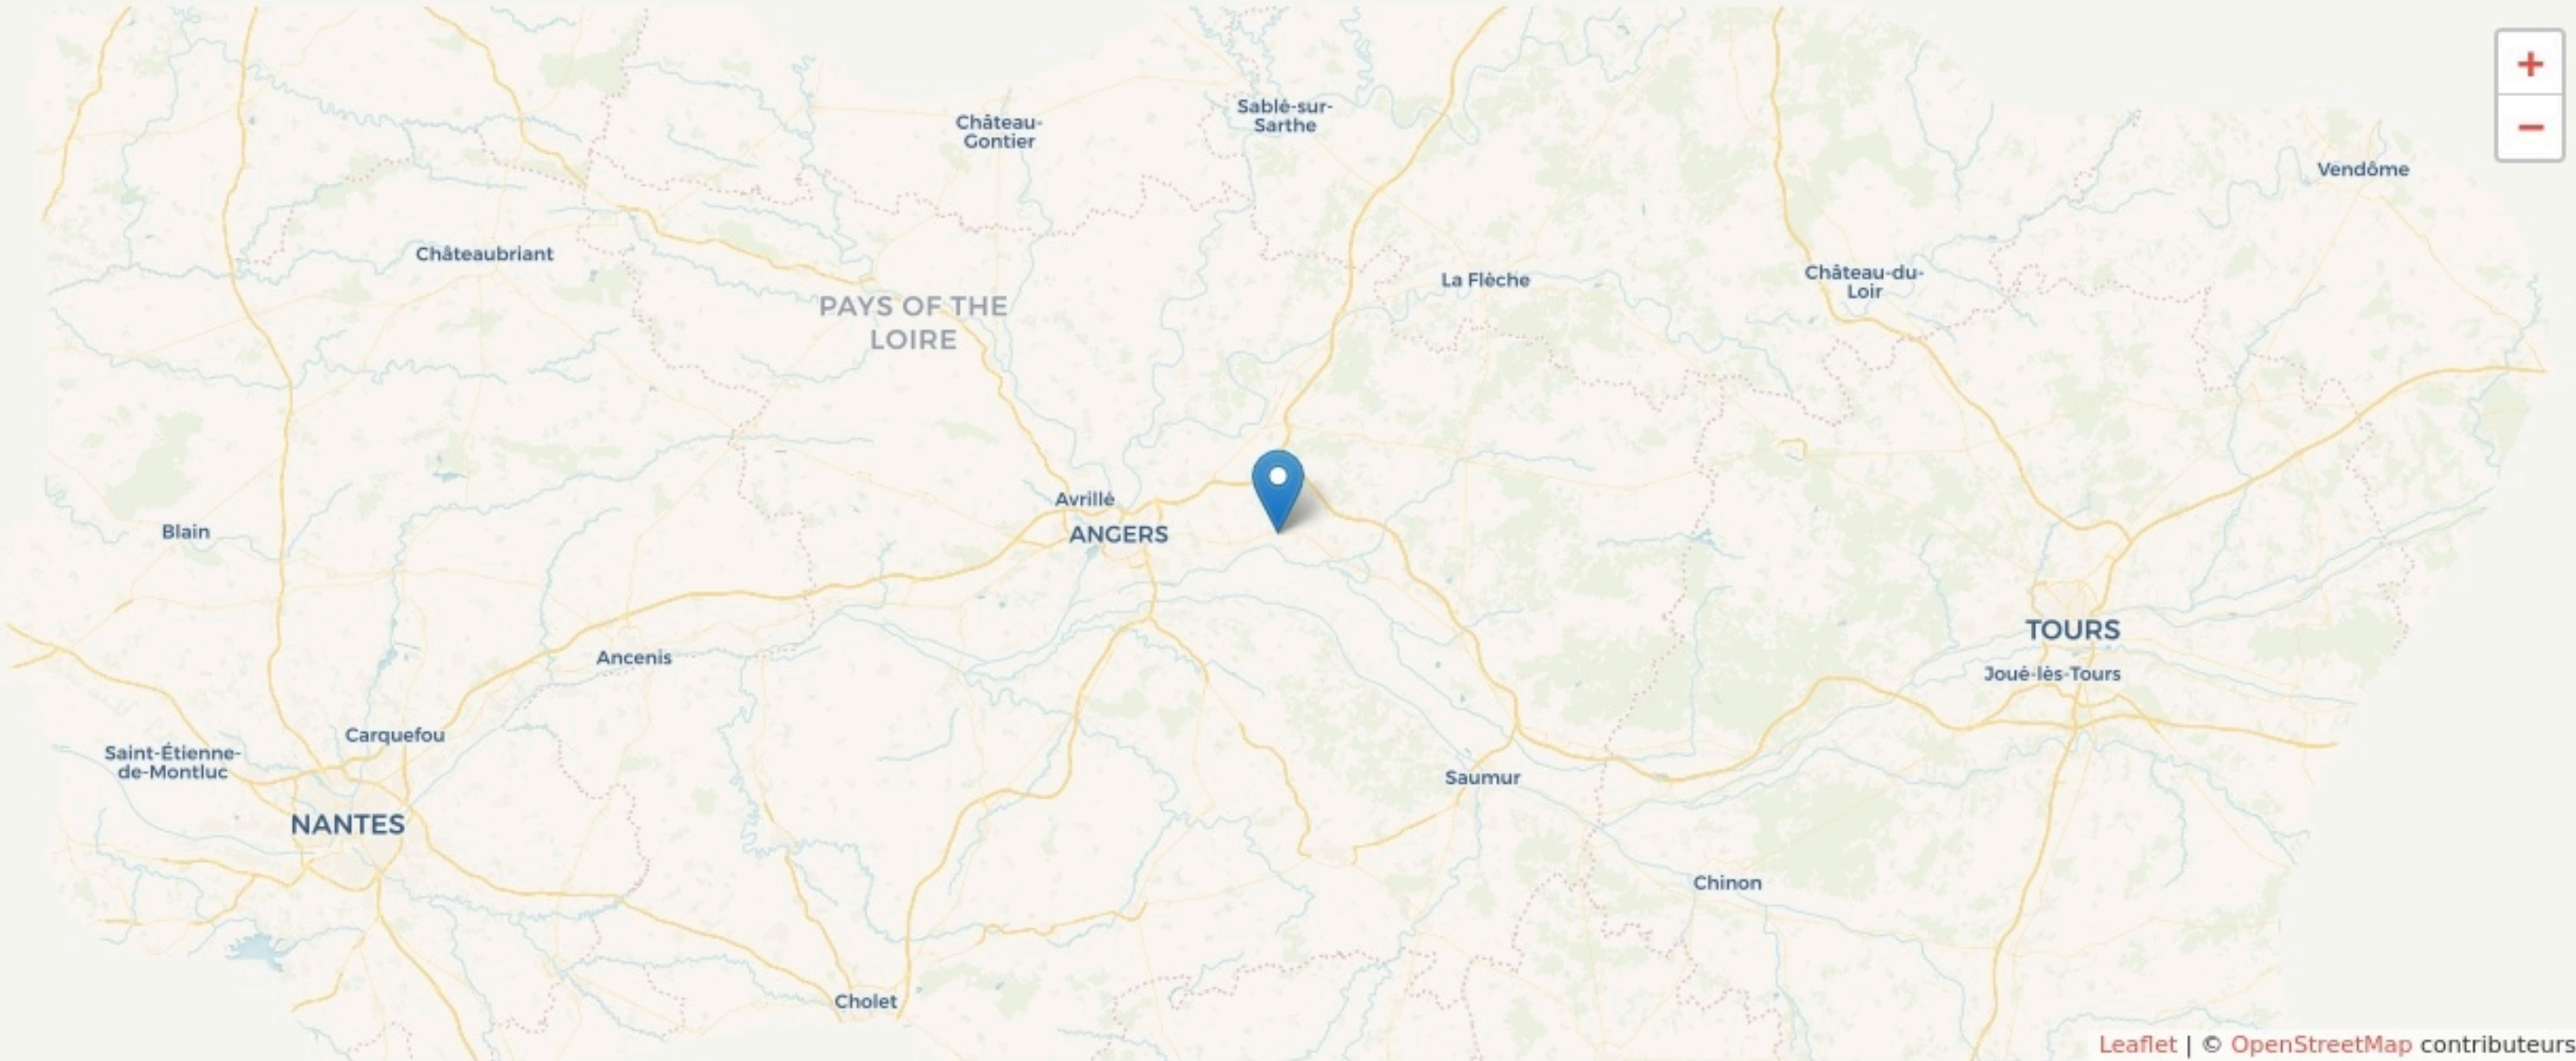 +
−
Château-
Gontier
Sablé-sur-
Sarthe
Vendôme
Châteaubriant
La Flèche
Château-du-
Loir
PAYS OF THE
LOIRE
Avrillé
ANGERS
Blain
Ancenis
TOURS
Joué-lès-Tours
Carquefou
Saint-Étienne-
de-Montluc
NANTES
Saumur
Chinon
Cholet
Leaflet | © OpenStreetMap contributeurs